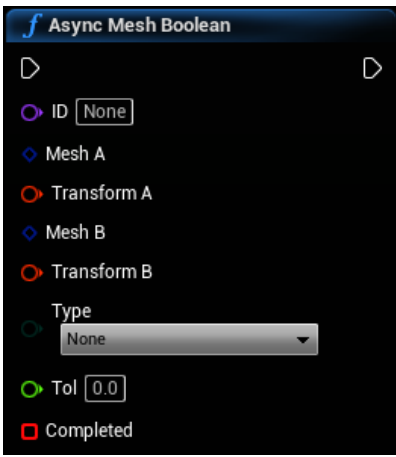 f Async Mesh Boolean
ID None
Mesh A
Transform A
Mesh B
Transform B
Type
None
Tol 0.0
Completed